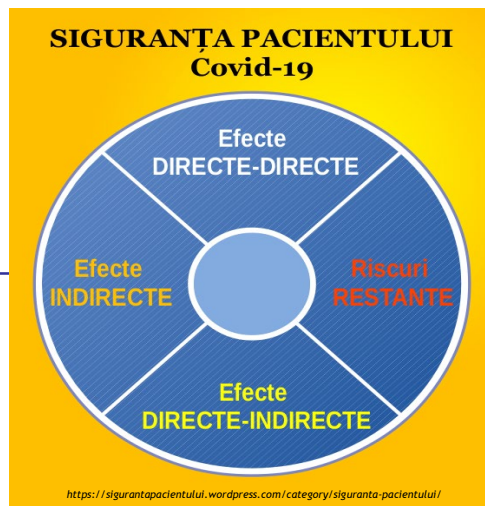 SIGURANȚA PACIENTULUI
Covid-19
Efecte
DIRECTE-DIRECTE
Efecte
INDIRECTE
Riscuri
RESTANTE
Efecte
DIRECTE-INDIRECTE
https://sigurantapacientului.wordpress.com/category/siguranta-pacientului/